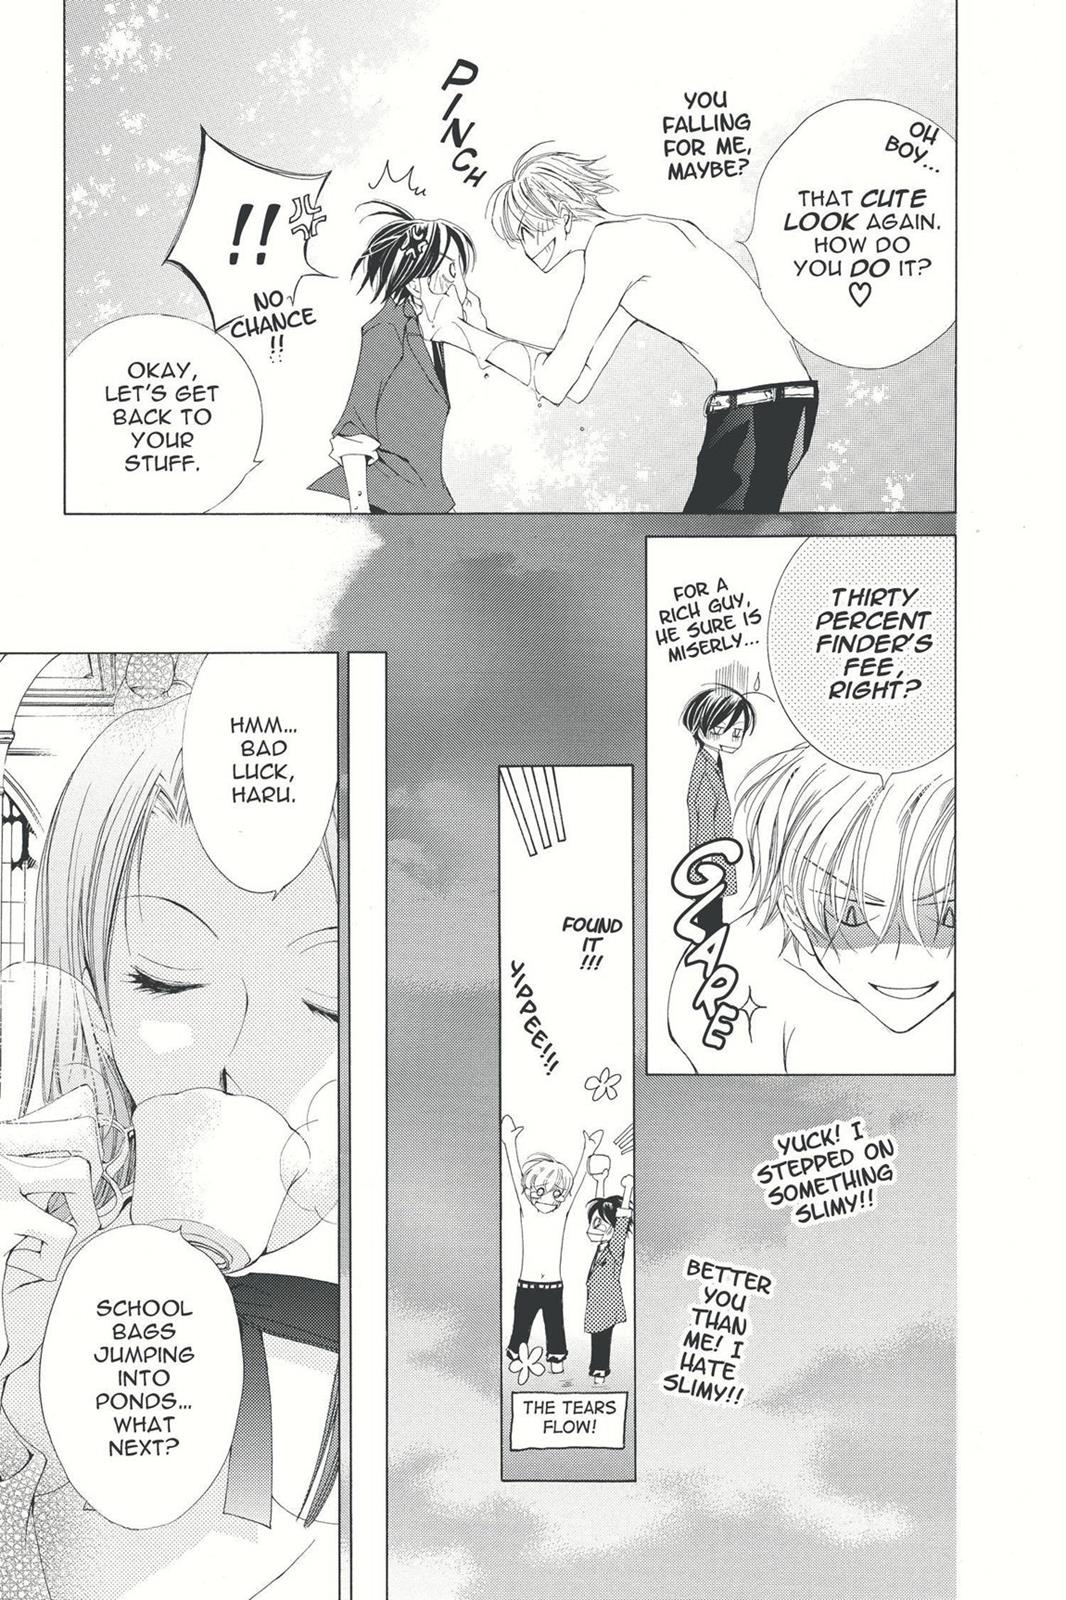 OH
BOY...
THAT CUTE
LOOK AGAIN.
HOW DO
YOU DO IT?
♡
YOU
FALLING
FOR ME,
MAYBE?
PINCH
!!
NO
CHANCE
!!
OKAY,
LET'S GET
BACK TO
YOUR
STUFF.
THIRTY
PERCENT
FINDER'S
FEE,
RIGHT?
FOR A
RICH GUY,
HE SURE IS
MISERLY...
GLARE
YUCK! I
STEPPED ON
SOMETHING
SLIMY!!
BETTER
YOU
THAN
ME! I
HATE
SLIMY!!
FOUND
IT!!!
YIPPEE!!!
THE TEARS
FLOW!
HMM...
BAD
LUCK,
HARU.
SCHOOL
BAGS
JUMPING
INTO
PONDS...
WHAT
NEXT?